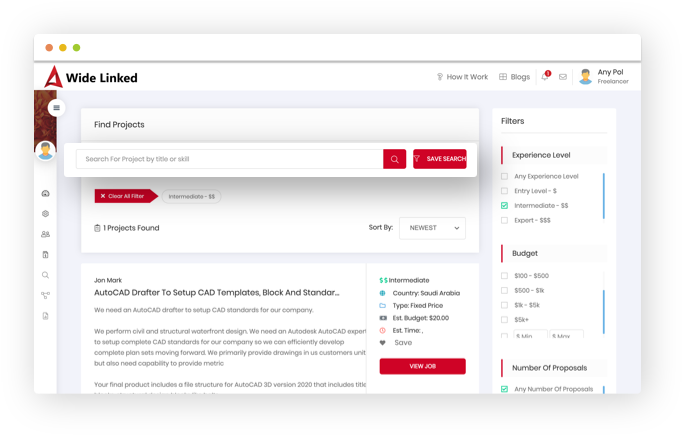 Wide Linked
How It Work
Blogs
1
Any Pol
Freelancer
Find Projects
Search For Project by title or skill
SAVE SEARCH
Clear All Filter
Intermediate - $$
1 Projects Found
Sort By:
NEWEST
Jon Mark
AutoCAD Drafter To Setup CAD Templates, Block And Standar...
We need an AutoCAD drafter to setup CAD standards for our company.
We perform civil and structural waterfront design. We need an Autodesk AutoCAD expert
to setup complete CAD standards for our company so we can efficiently develop
complete plan sets moving forward. We primarily provide drawings in us customers unit
but also need capability to provide metric
Your final product includes a file structure for AutoCAD 3D version 2020 that includes title
$$ Intermediate
Country: Saudi Arabia
Type: Fixed Price
Est. Budget: $20.00
Est. Time: ,
Save
VIEW JOB
Filters
Experience Level
Any Experience Level
Entry Level - $
Intermediate - $$
Expert - $$$
Budget
$100 - $500
$500 - $1k
$1k - $5k
$5k+
$ Min
$ Max
Number Of Proposals
Any Number Of Proposals